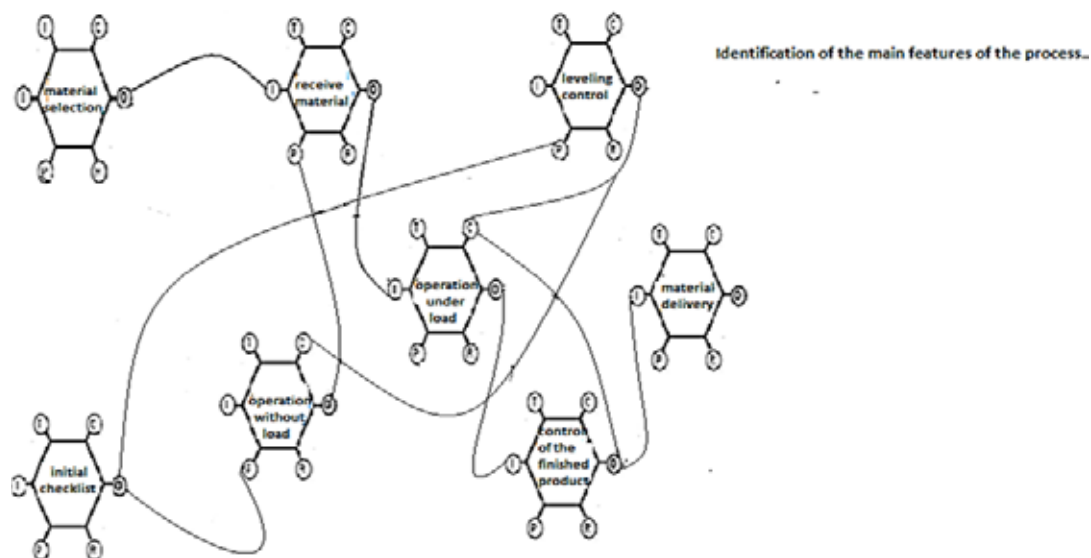 Identification of the main features of the process...
I
C
I
material
selection
O
T
C
I
receive
material
O
P
R
T
C
I
leveling
control
O
P
R
T
C
I
operation
under
load
O
P
R
T
C
I
material
delivery
O
P
R
C
I
operation
without
load
O
R
T
C
I
control
of the
finished
product
O
P
R
C
I
initial
checklist
O
P
R